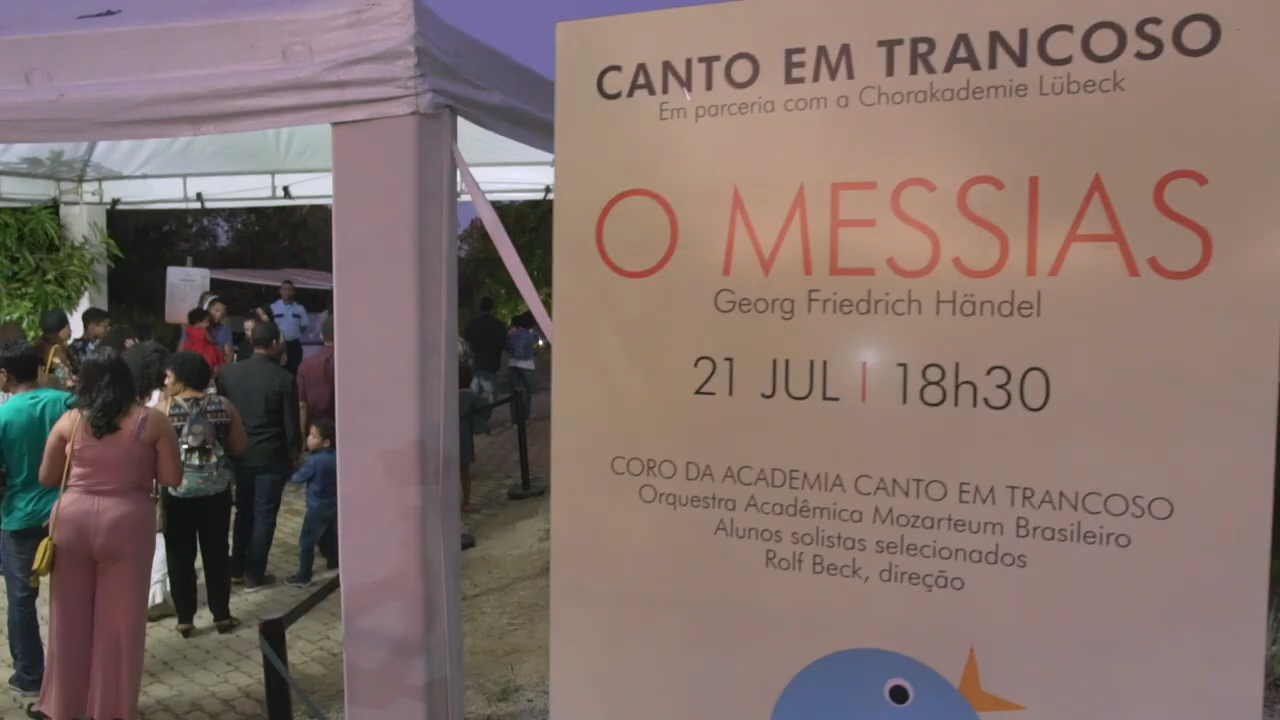 CANTO EM TRANCOSO
Em parceria com a Chorakademie Lübeck
O MESSIAS
Georg Friedrich Händel
21 JUL | 18h30
CORO DA ACADEMIA CANTO EM TRANCOSO
Orquestra Acadêmica Mozarteum Brasileiro
Alunos solistas selecionados
Rolf Beck, direção